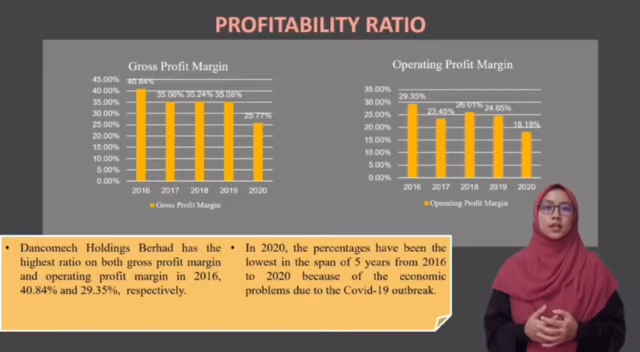 PROFITABILITY RATIO
Gross Profit Margin
45.00%
40.00%
35.00%
30.00%
25.00%
20.00%
15.00%
10.00%
5.00%
0.00%
40.84%
35.06%
35.24%
35.08%
25.77%
2016 2017 2018 2019 2020
Gross Profit Margin
Operating Profit Margin
35.00%
30.00%
25.00%
20.00%
15.00%
10.00%
5.00%
0.00%
29.35%
23.45%
26.01%
24.65%
18.19%
2016 2017 2018 2019 2020
Operating Profit Margin
• Dancomech Holdings Berhad has the
highest ratio on both gross profit margin
and operating profit margin in 2016,
40.84% and 29.35%, respectively.
• In 2020, the percentages have been the
lowest in the span of 5 years from 2016
to 2020 because of the economic
problems due to the Covid-19 outbreak.